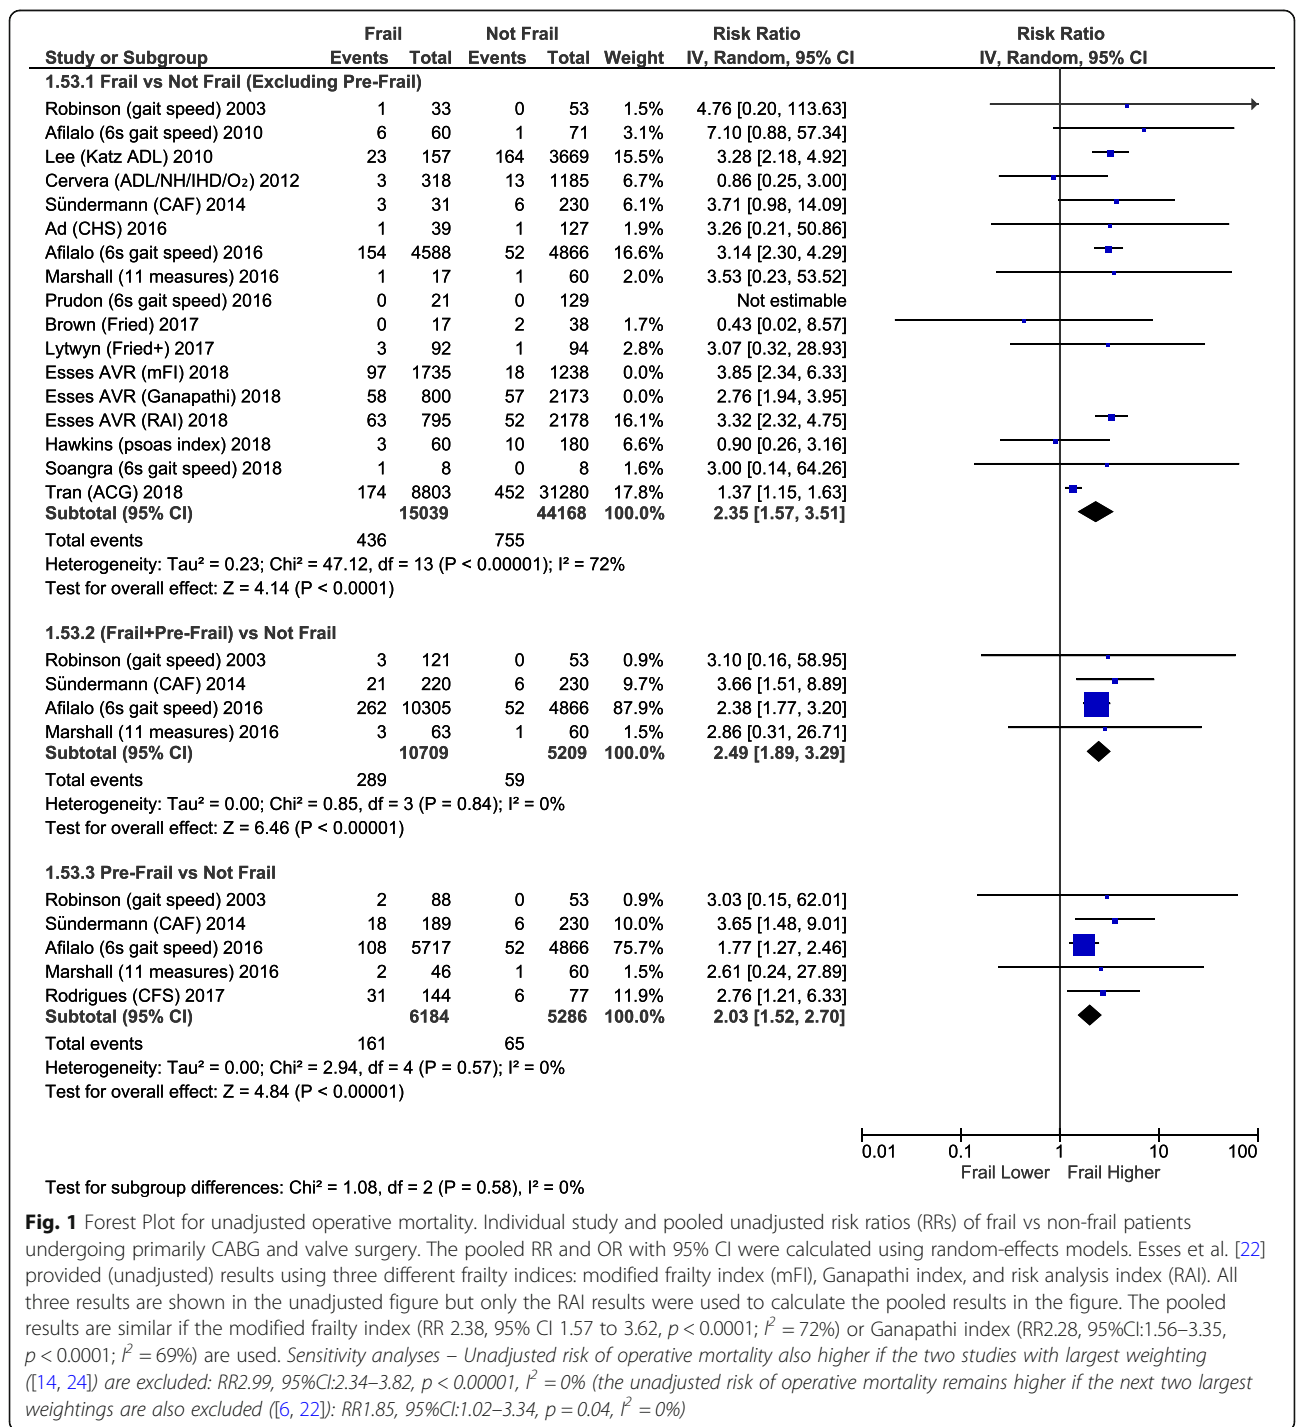 Frail Not Frail Risk Ratio Risk Ratio
Study or Subgroup Events Total Events Total Weight IV, Random, 95% CI IV, Random, 95% CI
1.53.1 Frail vs Not Frail (Excluding Pre-Frail)
Robinson (gait speed) 2003 1 33 0 53 1.5% 4.76 [0.20, 113.63]
Afilalo (6s gait speed) 2010 6 60 1 71 3.1% 7.10 [0.88, 57.34]
Lee (Katz ADL) 2010 23 157 164 3669 15.5% 3.28 [2.18, 4.92]
Cervera (ADL/NH/IHD/O₂) 2012 3 318 13 1185 6.7% 0.86 [0.25, 3.00]
Sündermann (CAF) 2014 3 31 6 230 6.1% 3.71 [0.98, 14.09]
Ad (CHS) 2016 1 39 1 127 1.9% 3.26 [0.21, 50.86]
Afilalo (6s gait speed) 2016 154 4588 52 4866 16.6% 3.14 [2.30, 4.29]
Marshall (11 measures) 2016 1 17 1 60 2.0% 3.53 [0.23, 53.52]
Prudon (6s gait speed) 2016 0 21 0 129 Not estimable
Brown (Fried) 2017 0 17 2 38 1.7% 0.43 [0.02, 8.57]
Lytwyn (Fried+) 2017 3 92 1 94 2.8% 3.07 [0.32, 28.93]
Esses AVR (mFI) 2018 97 1735 18 1238 0.0% 3.85 [2.34, 6.33]
Esses AVR (Ganapathi) 2018 58 800 57 2173 0.0% 2.76 [1.94, 3.95]
Esses AVR (RAI) 2018 63 795 52 2178 16.1% 3.32 [2.32, 4.75]
Hawkins (psoas index) 2018 3 60 10 180 6.6% 0.90 [0.26, 3.16]
Soangra (6s gait speed) 2018 1 8 0 8 1.6% 3.00 [0.14, 64.26]
Tran (ACG) 2018 174 8803 452 31280 17.8% 1.37 [1.15, 1.63]
Subtotal (95% CI) 15039 44168 100.0% 2.35 [1.57, 3.51]
Total events 436 755
Heterogeneity: Tau² = 0.23; Chi² = 47.12, df = 13 (P < 0.00001); I² = 72%
Test for overall effect: Z = 4.14 (P < 0.0001)
1.53.2 (Frail+Pre-Frail) vs Not Frail
Robinson (gait speed) 2003 3 121 0 53 0.9% 3.10 [0.16, 58.95]
Sündermann (CAF) 2014 21 220 6 230 9.7% 3.66 [1.51, 8.89]
Afilalo (6s gait speed) 2016 262 10305 52 4866 87.9% 2.38 [1.77, 3.20]
Marshall (11 measures) 2016 3 63 1 60 1.5% 2.86 [0.31, 26.71]
Subtotal (95% CI) 10709 5209 100.0% 2.49 [1.89, 3.29]
Total events 289 59
Heterogeneity: Tau² = 0.00; Chi² = 0.85, df = 3 (P = 0.84); I² = 0%
Test for overall effect: Z = 6.46 (P < 0.00001)
1.53.3 Pre-Frail vs Not Frail
Robinson (gait speed) 2003 2 88 0 53 0.9% 3.03 [0.15, 62.01]
Sündermann (CAF) 2014 18 189 6 230 10.0% 3.65 [1.48, 9.01]
Afilalo (6s gait speed) 2016 108 5717 52 4866 75.7% 1.77 [1.27, 2.46]
Marshall (11 measures) 2016 2 46 1 60 1.5% 2.61 [0.24, 27.89]
Rodrigues (CFS) 2017 31 144 6 77 11.9% 2.76 [1.21, 6.33]
Subtotal (95% CI) 6184 5286 100.0% 2.03 [1.52, 2.70]
Total events 161 65
Heterogeneity: Tau² = 0.00; Chi² = 2.94, df = 4 (P = 0.57); I² = 0%
Test for overall effect: Z = 4.84 (P < 0.00001)
0.01 0.1 1 10 100
Frail Lower Frail Higher
Test for subgroup differences: Chi² = 1.08, df = 2 (P = 0.58), I² = 0%
Fig. 1 Forest Plot for unadjusted operative mortality. Individual study and pooled unadjusted risk ratios (RRs) of frail vs non-frail patients
undergoing primarily CABG and valve surgery. The pooled RR and OR with 95% CI were calculated using random-effects models. Esses et al. [22]
provided (unadjusted) results using three different frailty indices: modified frailty index (mFI), Ganapathi index, and risk analysis index (RAI). All
three results are shown in the unadjusted figure but only the RAI results were used to calculate the pooled results in the figure. The pooled
results are similar if the modified frailty index (RR 2.38, 95% CI 1.57 to 3.62, p < 0.0001; I² = 72%) or Ganapathi index (RR2.28, 95%CI:1.56–3.35,
p < 0.0001; I² = 69%) are used. Sensitivity analyses – Unadjusted risk of operative mortality also higher if the two studies with largest weighting
([14, 24]) are excluded: RR2.99, 95%CI:2.34–3.82, p < 0.00001, I² = 0% (the unadjusted risk of operative mortality remains higher if the next two largest
weightings are also excluded ([6, 22]): RR1.85, 95%CI:1.02–3.34, p = 0.04, I² = 0%)